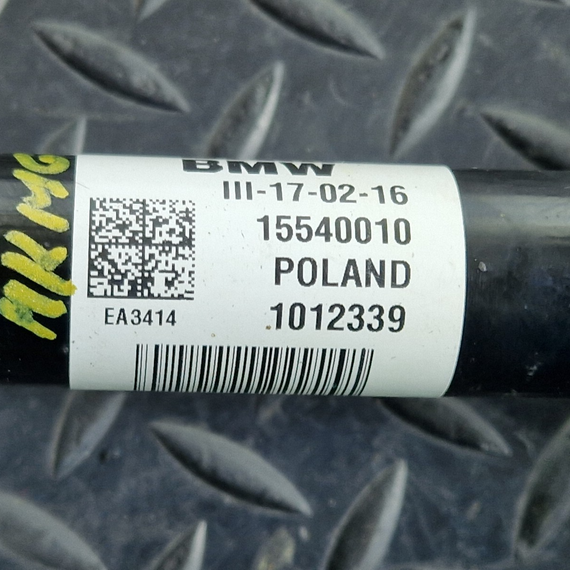 BMW
III-17-02-16
15540010
POLAND
1012339
EA3414